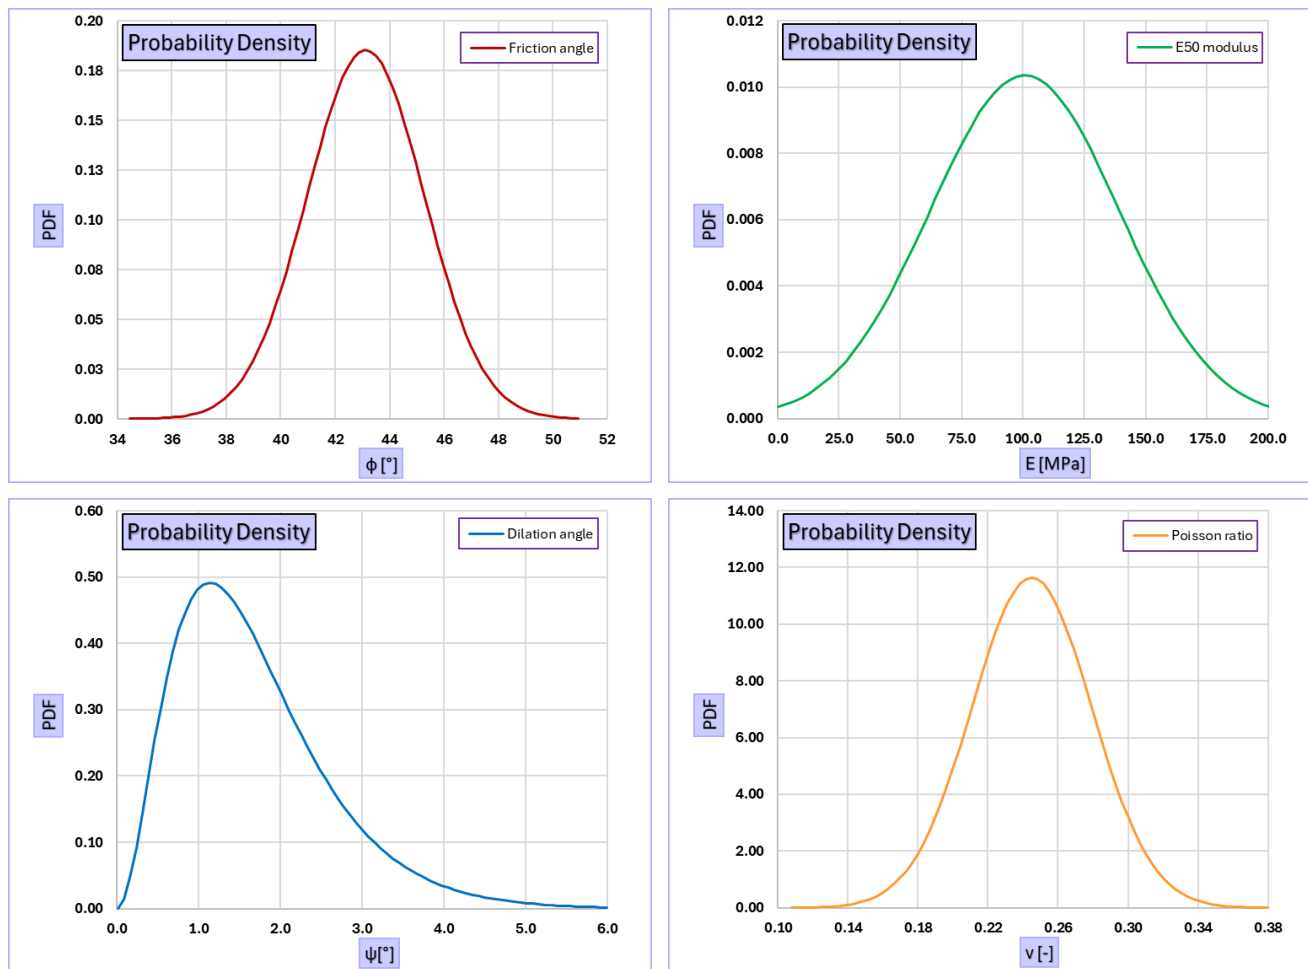 Probability Density
Friction angle
0.20
0.18
0.15
0.13
0.10
0.08
0.05
0.03
0.00
PDF
34 36 38 40 42 44 46 48 50 52
ϕ [°]
Probability Density
E50 modulus
0.012
0.010
0.008
0.006
0.004
0.002
0.000
PDF
0.0 25.0 50.0 75.0 100.0 125.0 150.0 175.0 200.0
E [MPa]
Probability Density
Dilation angle
0.60
0.50
0.40
0.30
0.20
0.10
0.00
PDF
0.0 1.0 2.0 3.0 4.0 5.0 6.0
ψ[°]
Probability Density
Poisson ratio
14.00
12.00
10.00
8.00
6.00
4.00
2.00
0.00
PDF
0.10 0.14 0.18 0.22 0.26 0.30 0.34 0.38
ν [-]